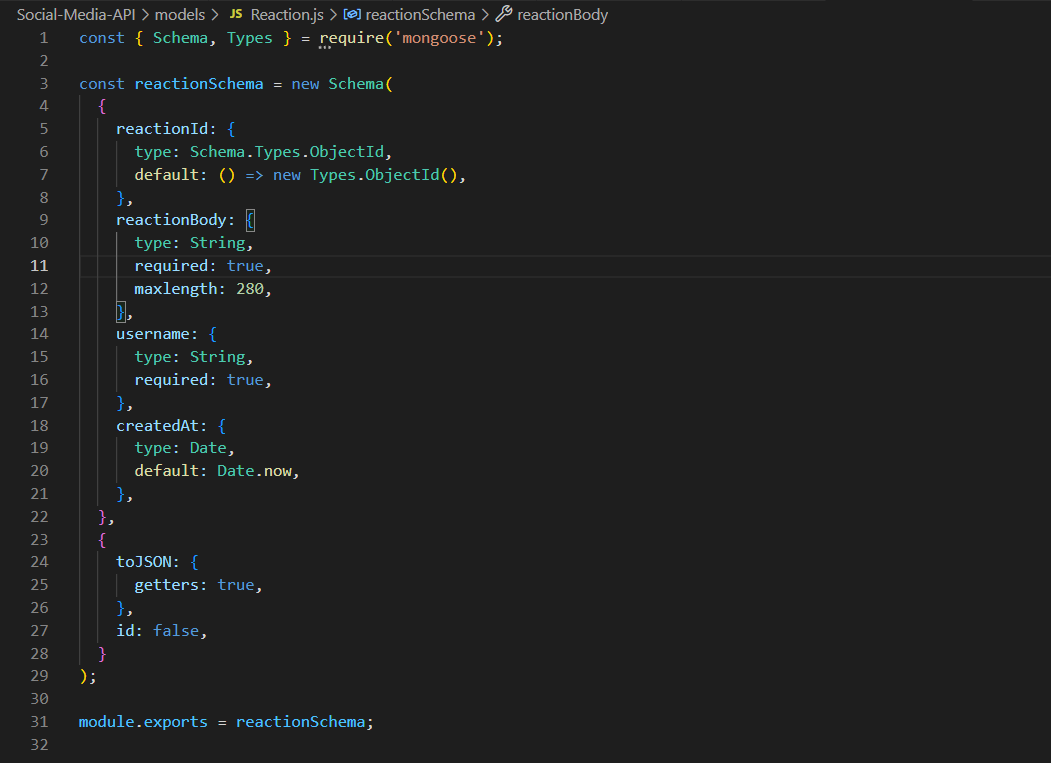 Social-Media-API > models > JS Reaction.js > reactionSchema > reactionBody
1 const { Schema, Types } = require('mongoose');
2
3 const reactionSchema = new Schema(
4   {
5     reactionId: {
6       type: Schema.Types.ObjectId,
7       default: () => new Types.ObjectId(),
8     },
9     reactionBody: {
10       type: String,
11       required: true,
12       maxlength: 280,
13     },
14     username: {
15       type: String,
16       required: true,
17     },
18     createdAt: {
19       type: Date,
20       default: Date.now,
21     },
22   },
23   {
24     toJSON: {
25       getters: true,
26     },
27     id: false,
28   }
29 );
30
31 module.exports = reactionSchema;
32